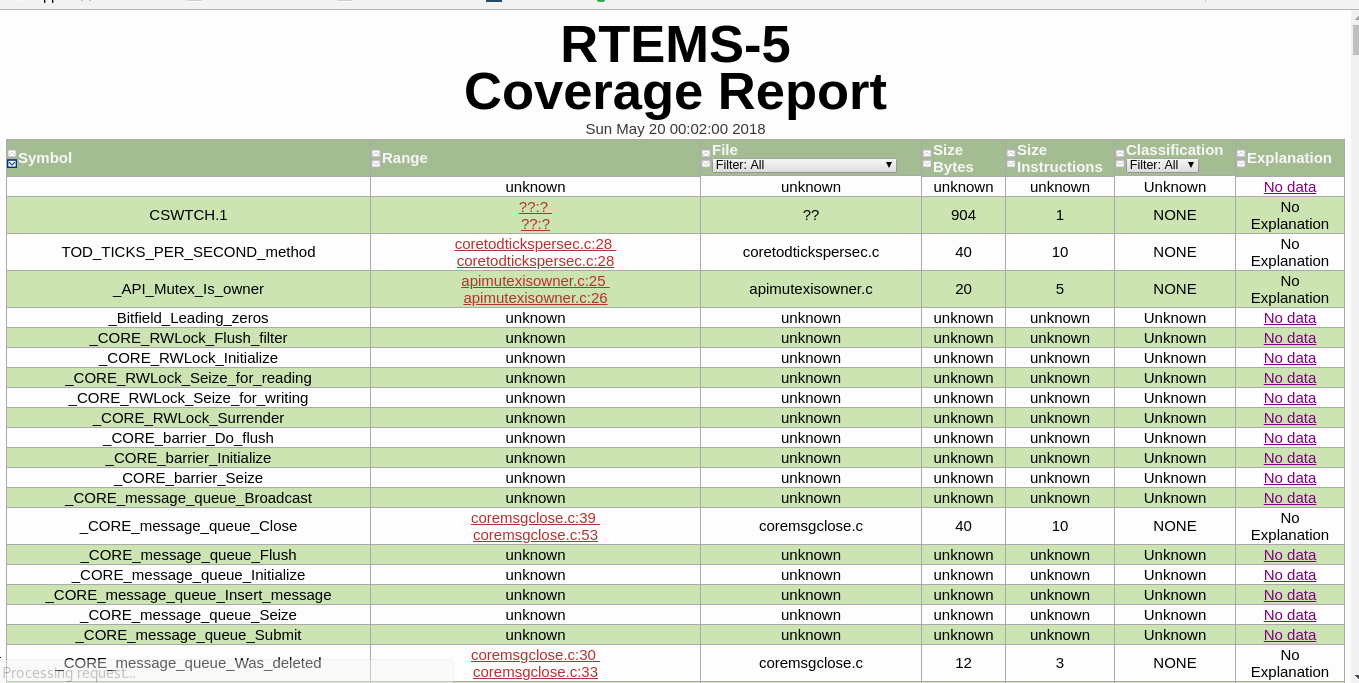 RTEMS-5
Coverage Report
Sun May 20 00:02:00 2018
Symbol Range File Filter: All Size Bytes Size Instructions Classification Filter: All Explanation
unknown unknown unknown unknown Unknown No data
CSWTCH.1 ??:? ??:? ?? 904 1 NONE No Explanation
TOD_TICKS_PER_SECOND_method coretodtickspersec.c:28 coretodtickspersec.c:28 coretodtickspersec.c 40 10 NONE No Explanation
_API_Mutex_Is_owner apimutexisowner.c:25 apimutexisowner.c:26 apimutexisowner.c 20 5 NONE No Explanation
_Bitfield_Leading_zeros unknown unknown unknown unknown Unknown No data
_CORE_RWLock_Flush_filter unknown unknown unknown unknown Unknown No data
_CORE_RWLock_Initialize unknown unknown unknown unknown Unknown No data
_CORE_RWLock_Seize_for_reading unknown unknown unknown unknown Unknown No data
_CORE_RWLock_Seize_for_writing unknown unknown unknown unknown Unknown No data
_CORE_RWLock_Surrender unknown unknown unknown unknown Unknown No data
_CORE_barrier_Do_flush unknown unknown unknown unknown Unknown No data
_CORE_barrier_Initialize unknown unknown unknown unknown Unknown No data
_CORE_barrier_Seize unknown unknown unknown unknown Unknown No data
_CORE_message_queue_Broadcast unknown unknown unknown unknown Unknown No data
_CORE_message_queue_Close coremsgclose.c:39 coremsgclose.c:53 coremsgclose.c 40 10 NONE No Explanation
_CORE_message_queue_Flush unknown unknown unknown unknown Unknown No data
_CORE_message_queue_Initialize unknown unknown unknown unknown Unknown No data
_CORE_message_queue_Insert_message unknown unknown unknown unknown Unknown No data
_CORE_message_queue_Seize unknown unknown unknown unknown Unknown No data
_CORE_message_queue_Submit unknown unknown unknown unknown Unknown No data
_CORE_message_queue_Was_deleted coremsgclose.c:30 coremsgclose.c:33 coremsgclose.c 12 3 NONE No Explanation
Processing request...